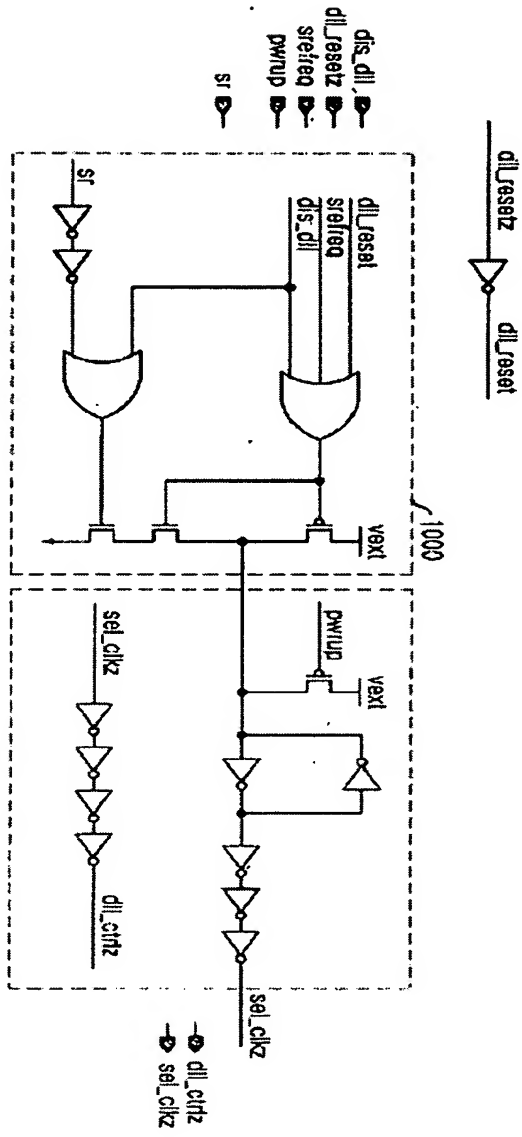 dll_resetz
dll_reset
dis_dll
dll_resetz
srefreq
pwrup
sr
1000
dll_reset
srefreq
dis_dll
sr
vext
pwrup
vext
sel_clkz
dll_ctrlz
sel_clkz
dll_ctrlz
sel_clkz